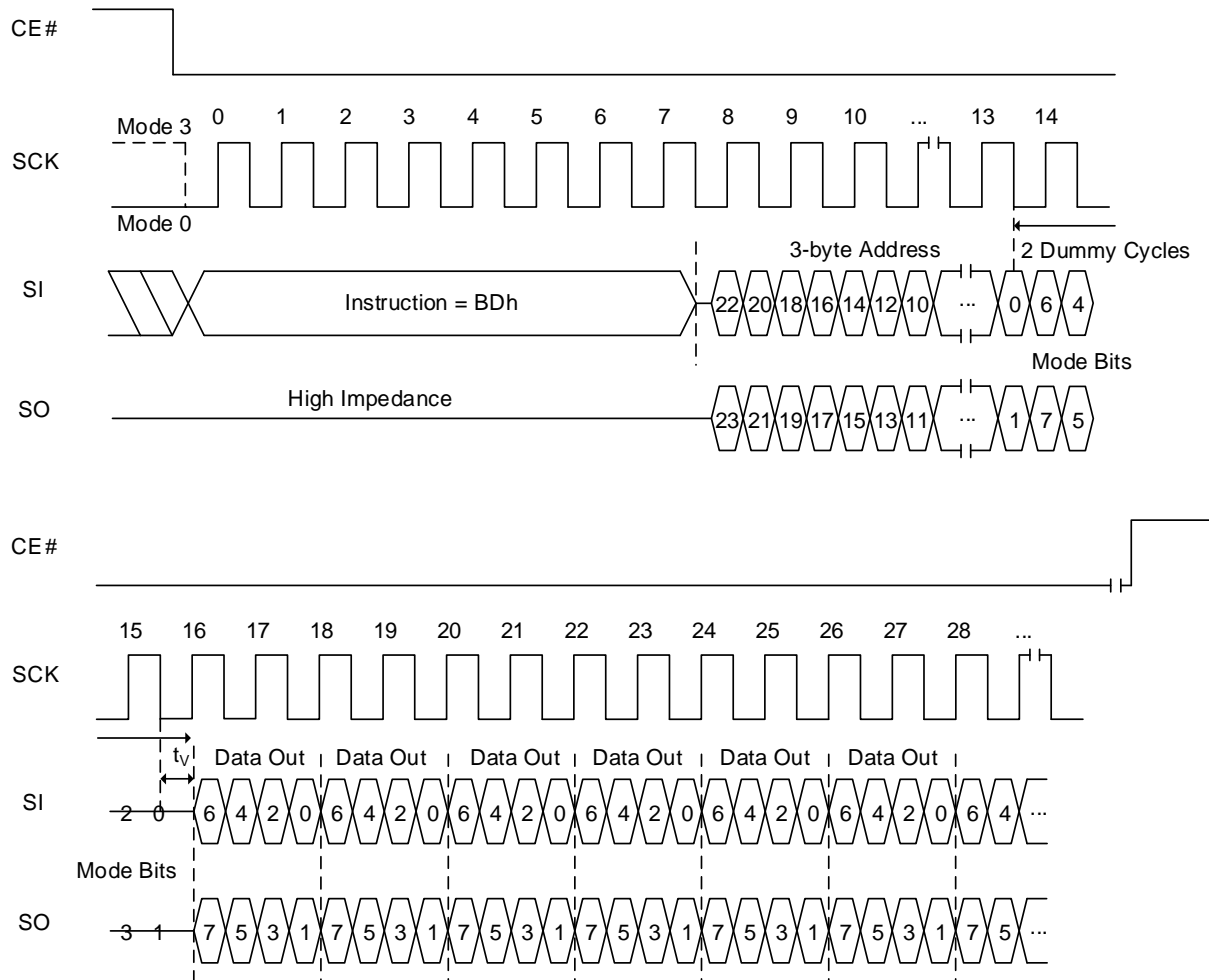 CE#
0 1 2 3 4 5 6 7 8 9 10 ... 13 14
Mode 3
SCK
Mode 0
3-byte Address 2 Dummy Cycles
SI
Instruction = BDh 22 20 18 16 14 12 10 ... 0 6 4
Mode Bits
High Impedance
SO
23 21 19 17 15 13 11 ... 1 7 5
CE#
15 16 17 18 19 20 21 22 23 24 25 26 27 28 ...
SCK
tV Data Out Data Out Data Out Data Out Data Out Data Out
SI
2 0 6 4 2 0 6 4 2 0 6 4 2 0 6 4 2 0 6 4 2 0 6 4 2 0 6 4 ...
Mode Bits
SO
3 1 7 5 3 1 7 5 3 1 7 5 3 1 7 5 3 1 7 5 3 1 7 5 3 1 7 5 ...